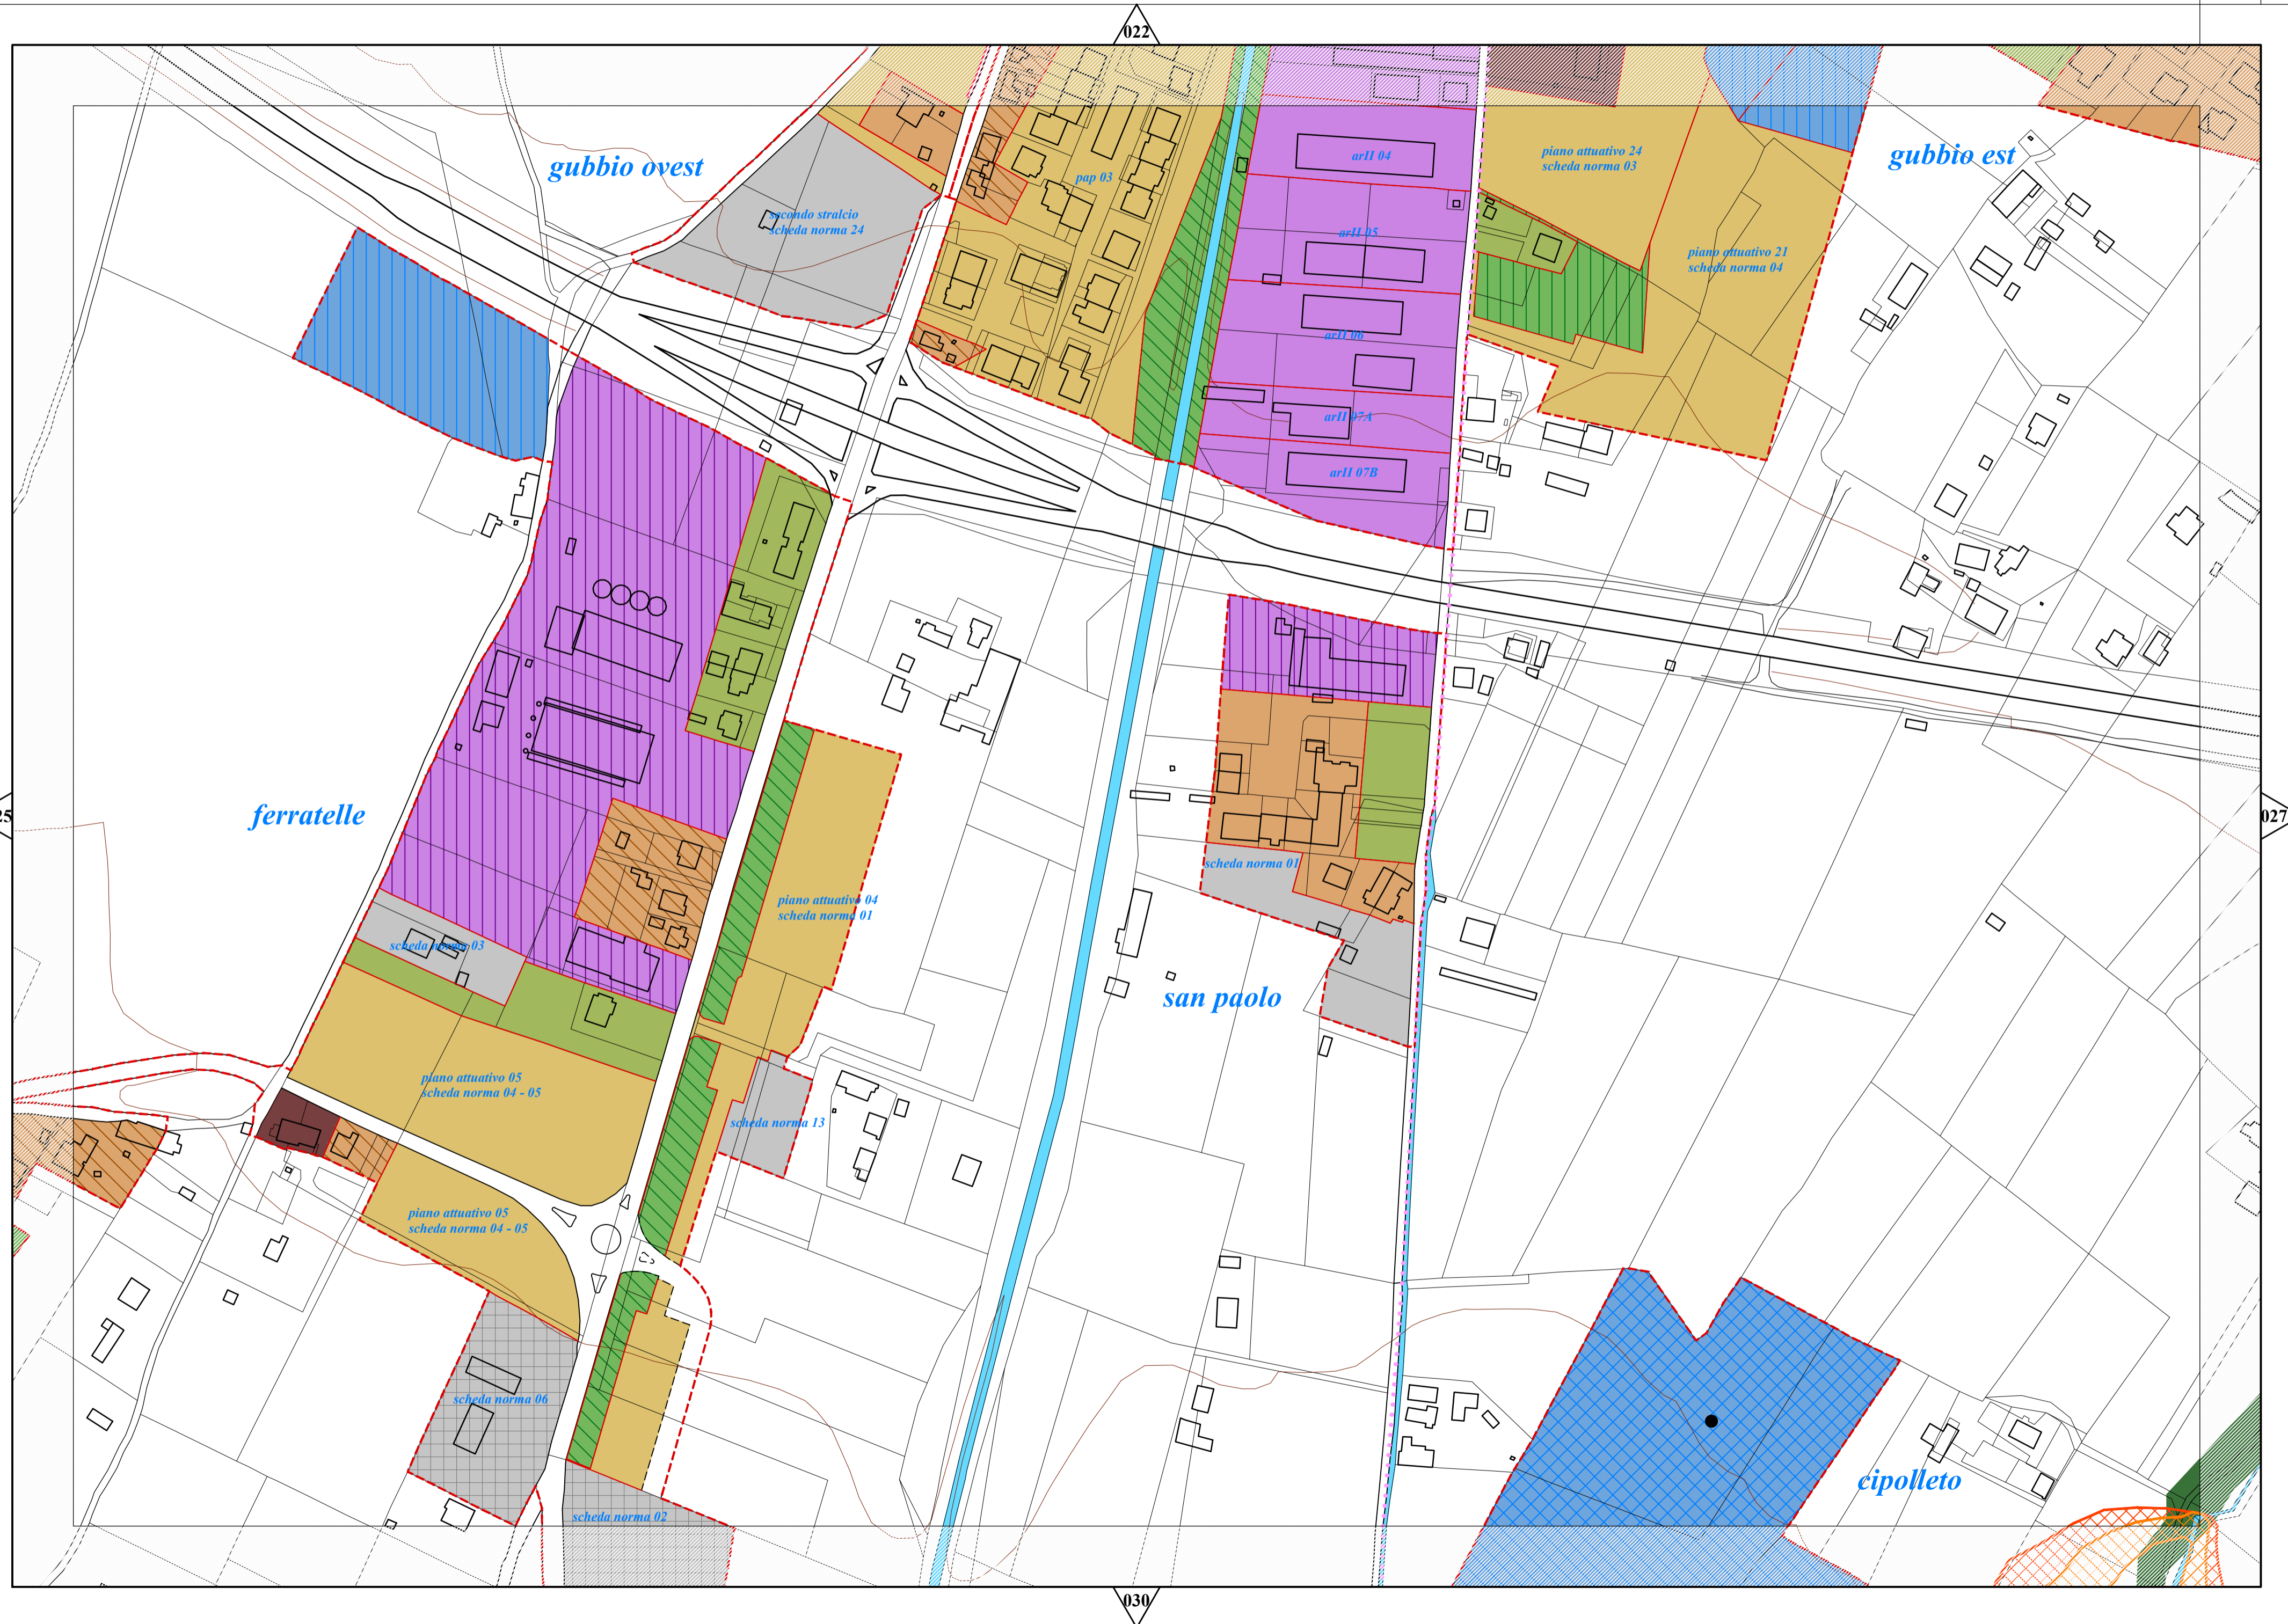 022
gubbio ovest
arII 04
piano attuativo 24
scheda norma 03
gubbio est
pap 03
secondo stralcio
scheda norma 24
arII 05
piano attuativo 21
scheda norma 04
arII 06
arII 07A
arII 07B
ferratelle
25
027
scheda norma 01
piano attuativo 04
scheda norma 01
scheda norma 03
san paolo
piano attuativo 05
scheda norma 04 - 05
scheda norma 13
piano attuativo 05
scheda norma 04 - 05
scheda norma 06
cipolleto
scheda norma 02
030